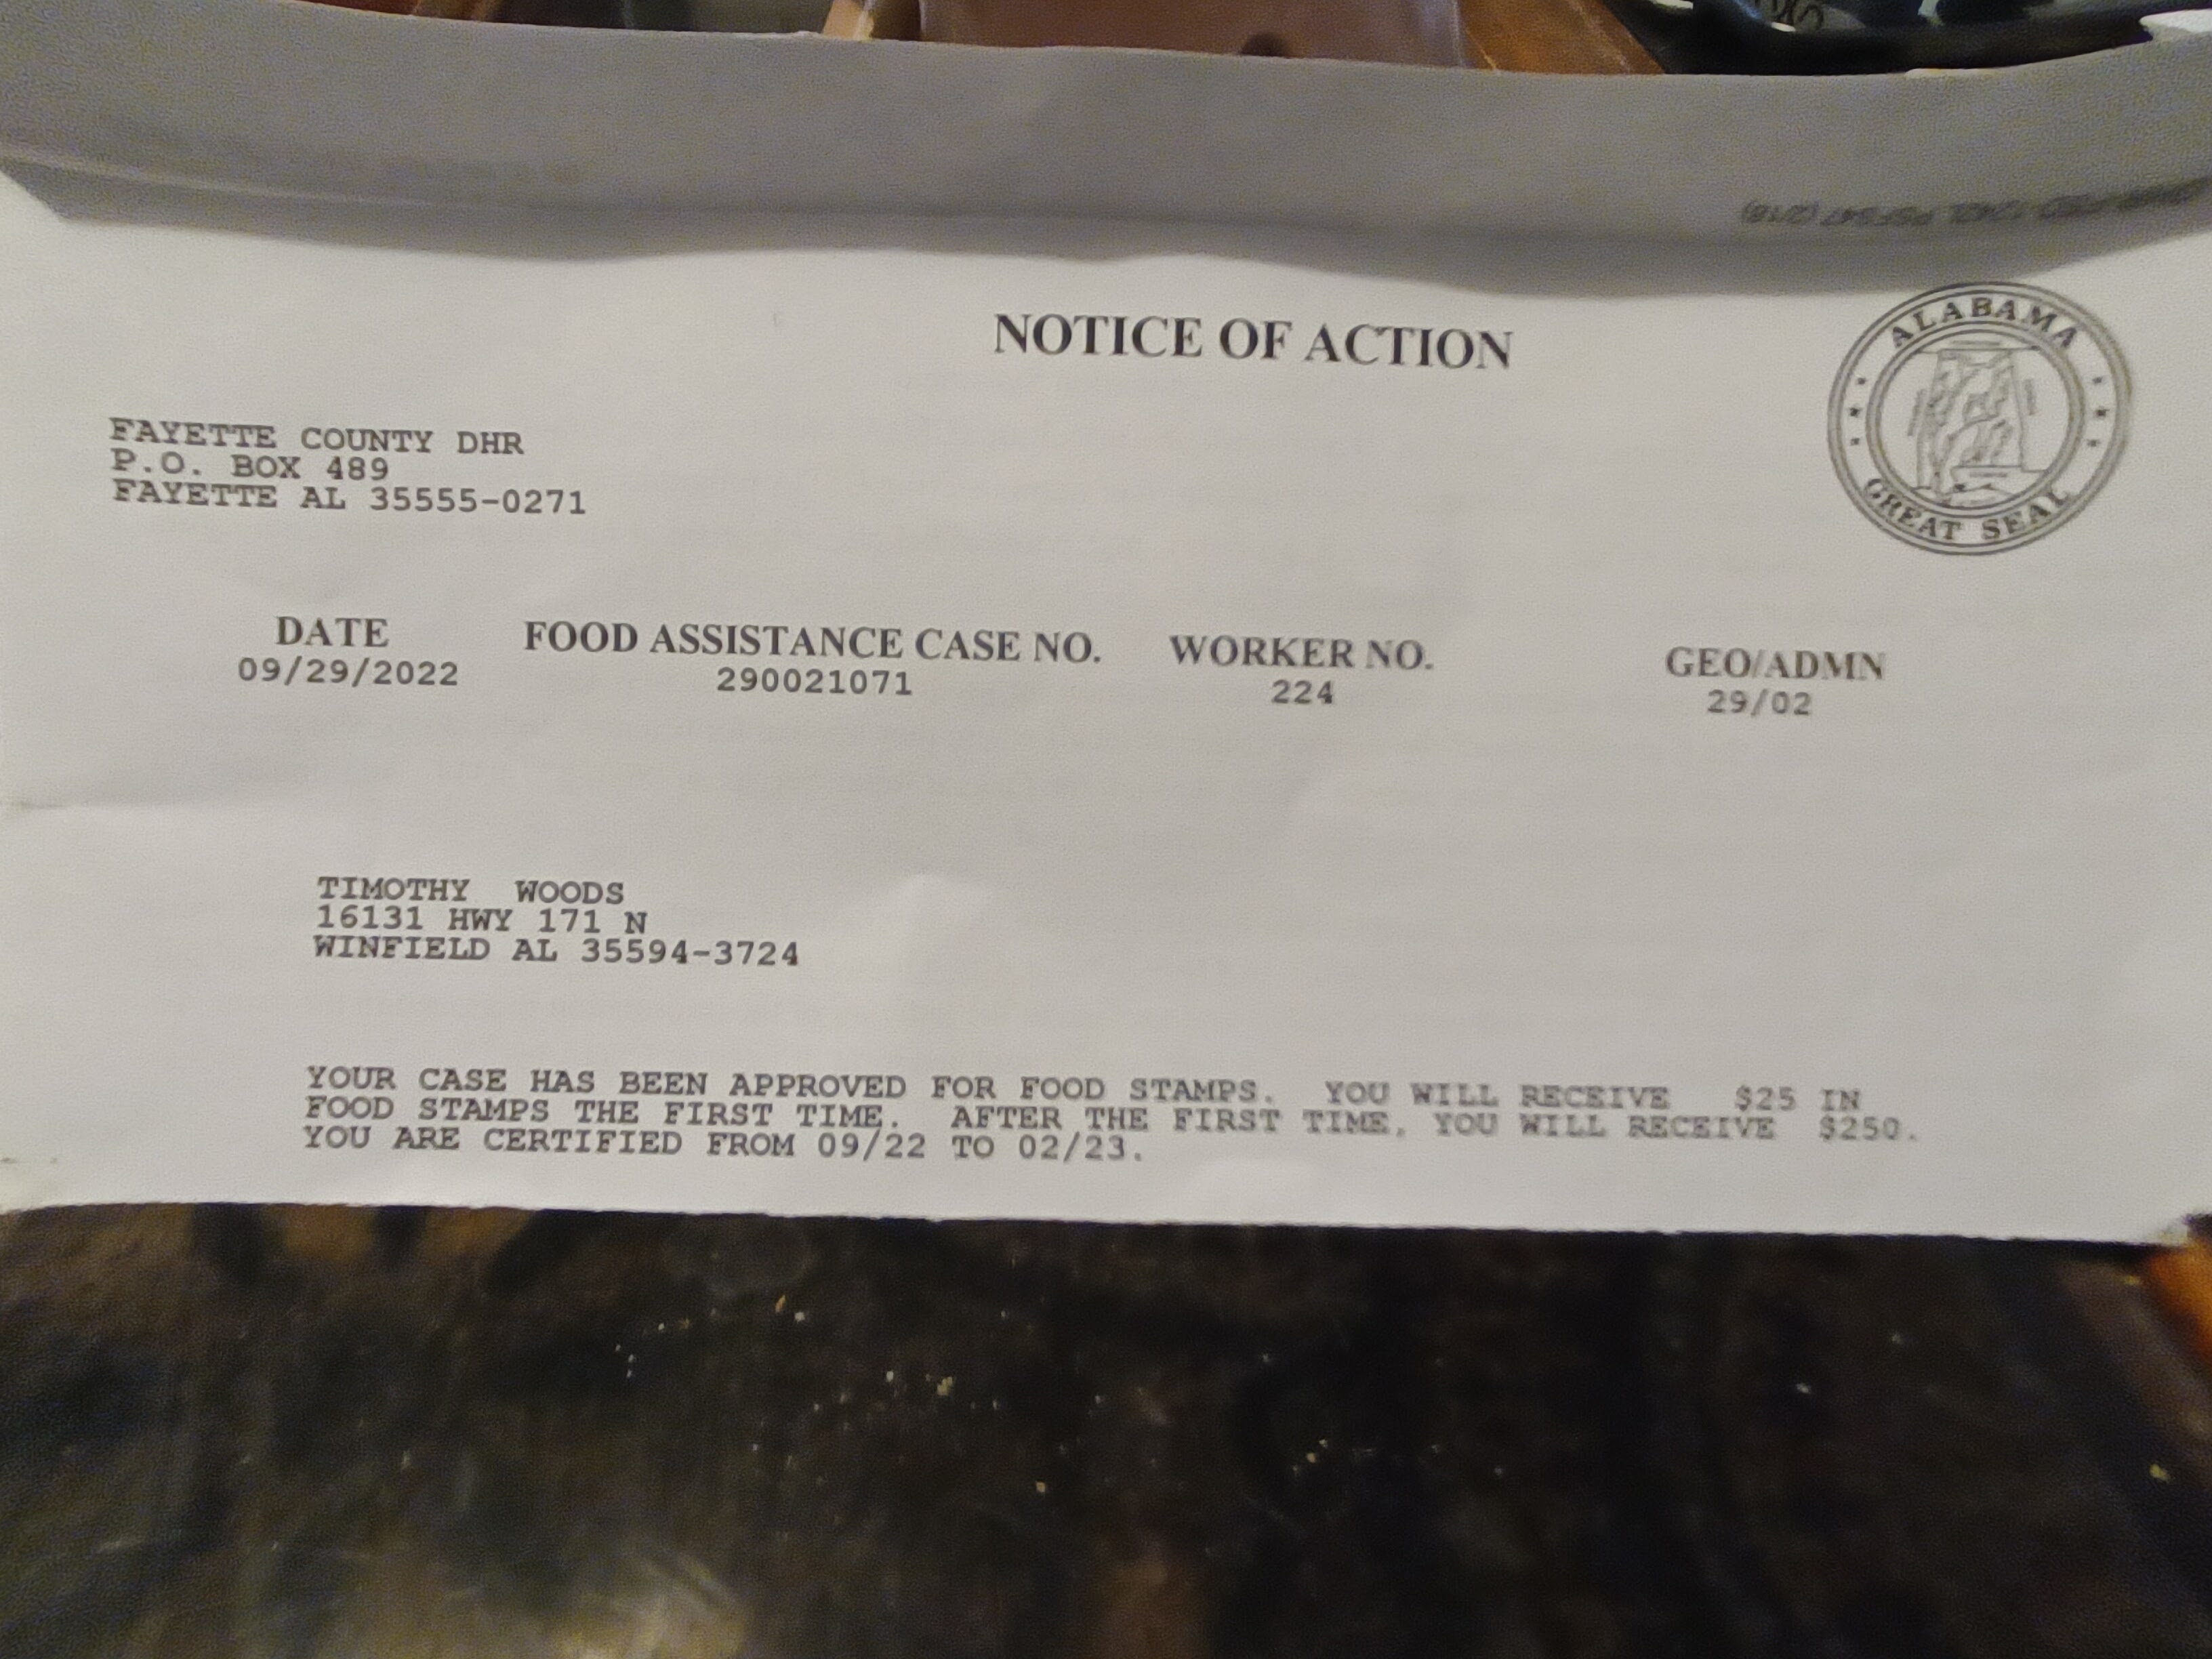 NOTICE OF ACTION
ALABAMA
GREAT SEAL
FAYETTE COUNTY DHR
P.O. BOX 489
FAYETTE AL 35555-0271
DATE FOOD ASSISTANCE CASE NO. WORKER NO. GEO/ADMN
09/29/2022 290021071 224 29/02
TIMOTHY WOODS
16131 HWY 171 N
WINFIELD AL 35594-3724
YOUR CASE HAS BEEN APPROVED FOR FOOD STAMPS. YOU WILL RECEIVE $25 IN
FOOD STAMPS THE FIRST TIME. AFTER THE FIRST TIME, YOU WILL RECEIVE $250.
YOU ARE CERTIFIED FROM 09/22 TO 02/23.